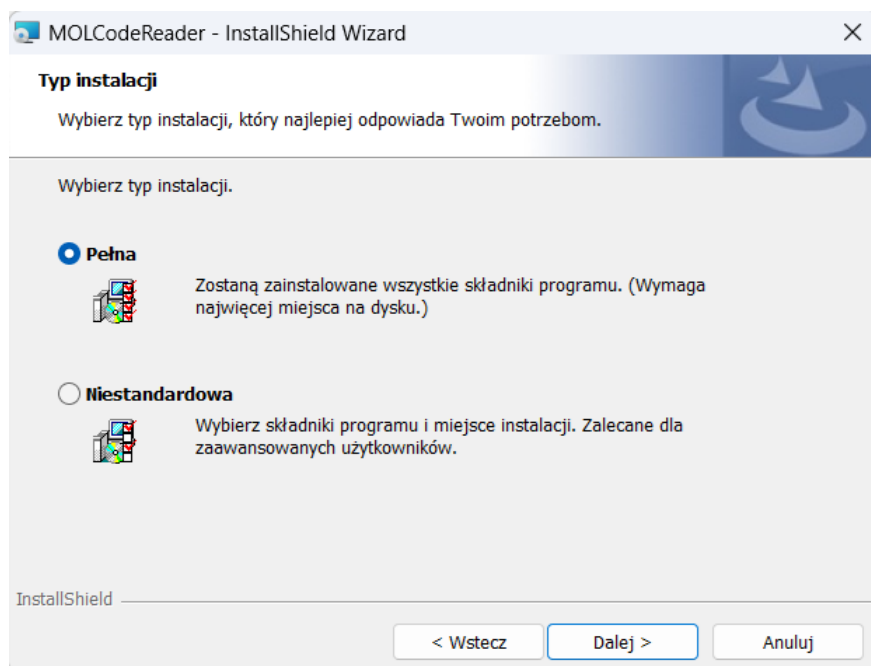 MOLCodeReader - InstallShield Wizard
Typ instalacji
Wybierz typ instalacji, który najlepiej odpowiada Twoim potrzebom.
Wybierz typ instalacji.
Pełna
Zostaną zainstalowane wszystkie składniki programu. (Wymaga
najwięcej miejsca na dysku.)
Niestandardowa
Wybierz składniki programu i miejsce instalacji. Zalecane dla
zaawansowanych użytkowników.
InstallShield
< Wstecz
Dalej >
Anuluj